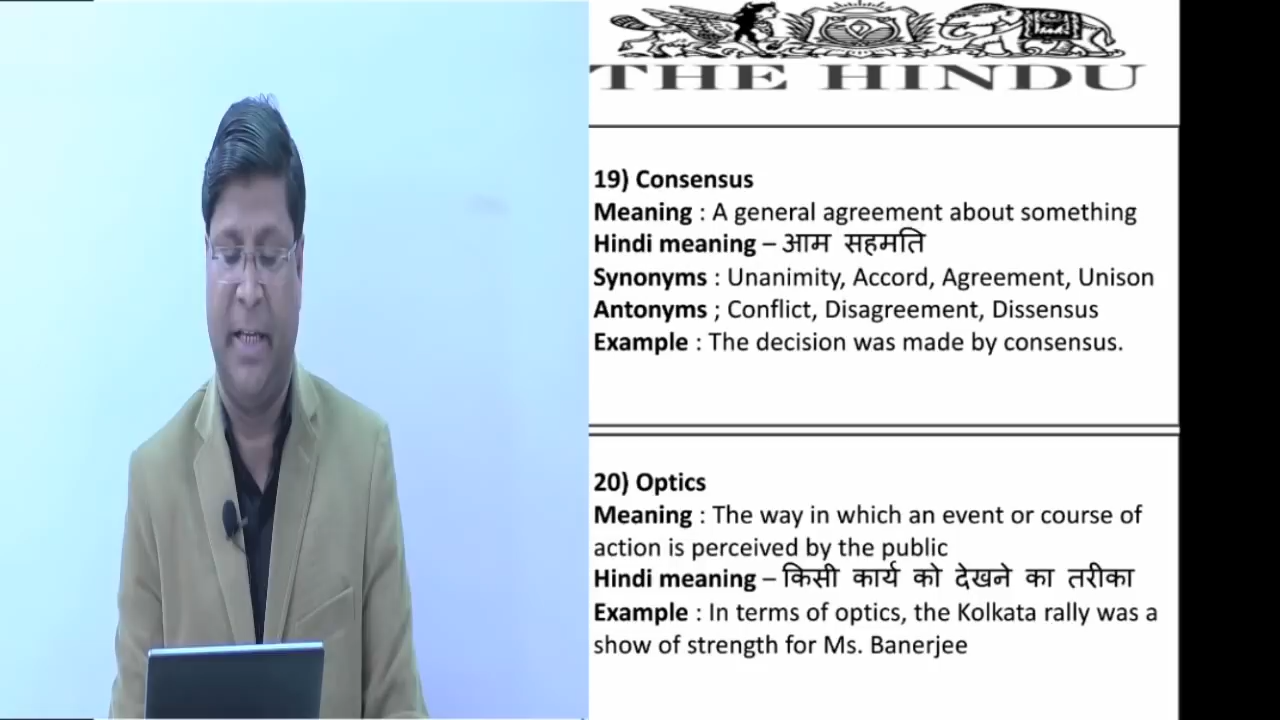 THE HINDU
19) Consensus
Meaning : A general agreement about something
Hindi meaning – आम सहमति
Synonyms : Unanimity, Accord, Agreement, Unison
Antonyms ; Conflict, Disagreement, Dissensus
Example : The decision was made by consensus.
20) Optics
Meaning : The way in which an event or course of
action is perceived by the public
Hindi meaning – किसी कार्य को देखने का तरीका
Example : In terms of optics, the Kolkata rally was a
show of strength for Ms. Banerjee